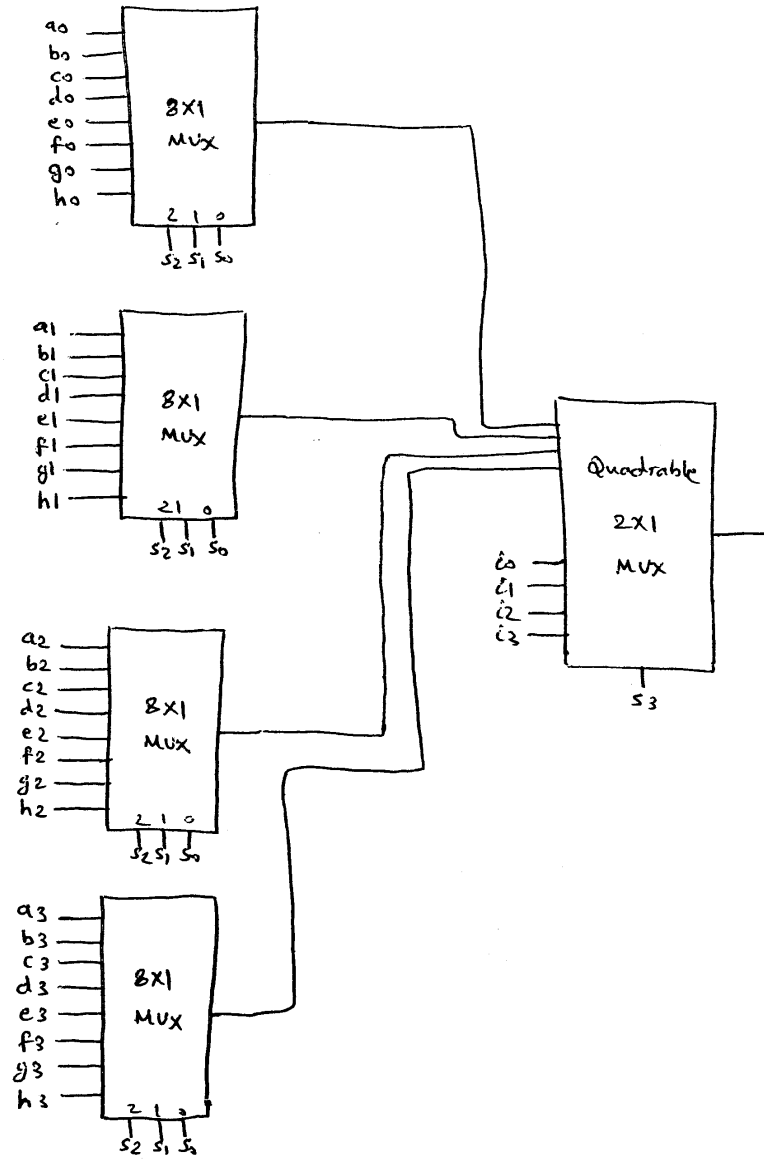 a0
b0
c0
d0
e0
f0
g0
h0
8X1
MUX
2 1 0
S2 S1 S0
a1
b1
c1
d1
e1
f1
g1
h1
8X1
MUX
21 0
S2 S1 S0
a2
b2
c2
d2
e2
f2
g2
h2
8X1
MUX
2 1 0
S2 S1 S0
a3
b3
c3
d3
e3
f3
g3
h3
8X1
MUX
2 1 0
S2 S1 S0
Quadrable
2X1
MUX
i0
i1
i2
i3
S3